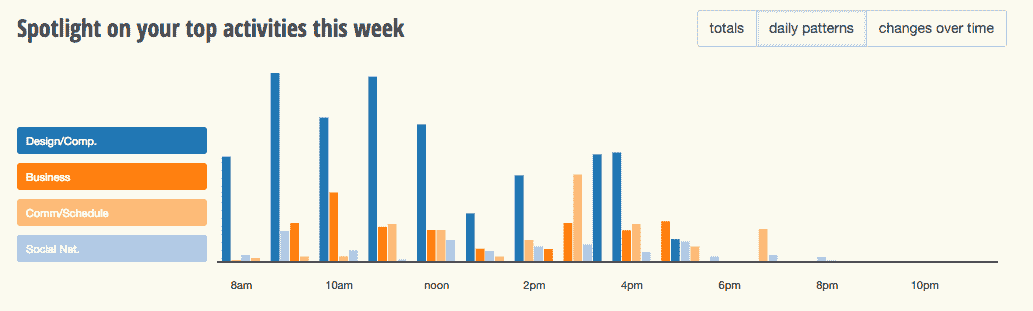 Spotlight on your top activities this week
totals daily patterns changes over time
Design/Comp.
Business
Comm/Schedule
Social Net.
8am 10am noon 2pm 4pm 6pm 8pm 10pm